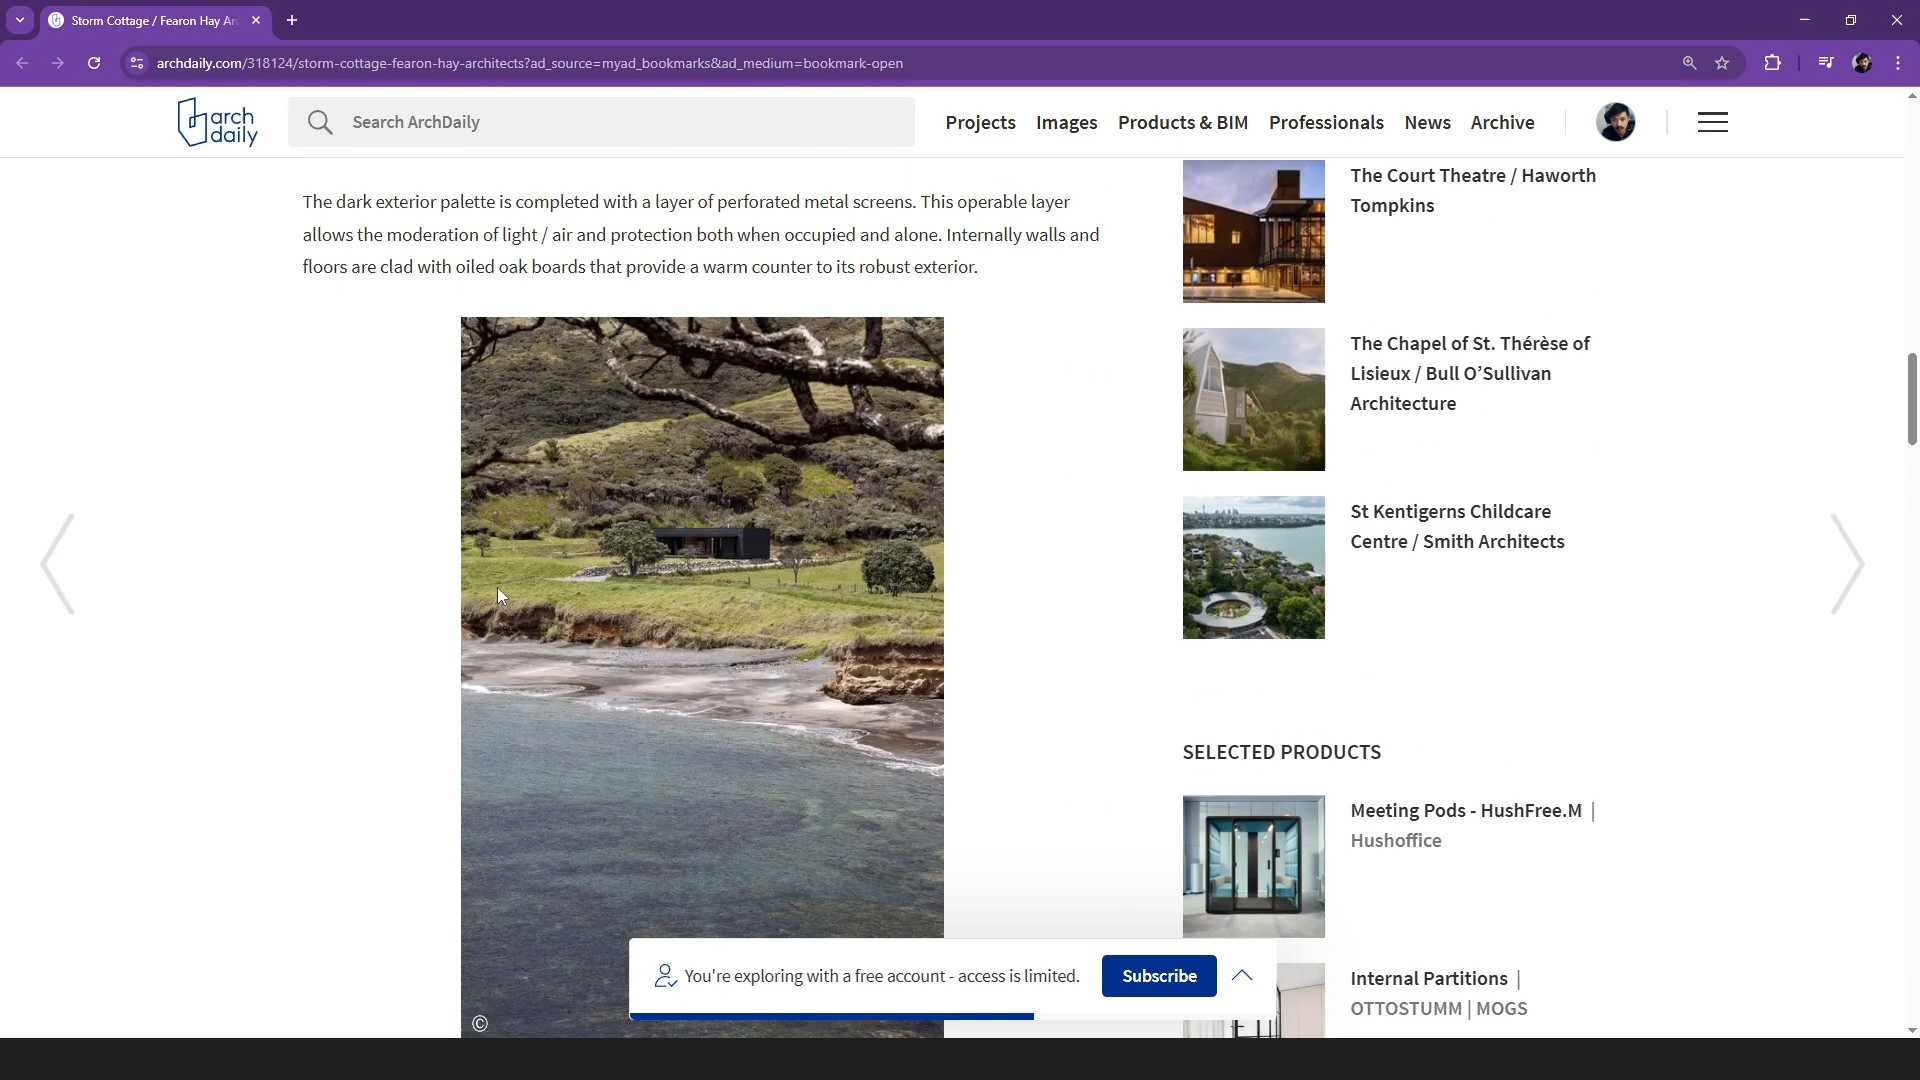 Storm Cottage / Fearon Hay Ar
archdaily.com/318124/storm-cottage-fearon-hay-architects?ad_source=myad_bookmarks&ad_medium=bookmark-open
arch
daily
Search ArchDaily
Projects
Images
Products & BIM
Professionals
News
Archive
The dark exterior palette is completed with a layer of perforated metal screens. This operable layer
allows the moderation of light / air and protection both when occupied and alone. Internally walls and
floors are clad with oiled oak boards that provide a warm counter to its robust exterior.
©
The Court Theatre / Haworth
Tompkins
The Chapel of St. Thérèse of
Lisieux / Bull O’Sullivan
Architecture
St Kentigerns Childcare
Centre / Smith Architects
SELECTED PRODUCTS
Meeting Pods - HushFree.M |
Hushoffice
Internal Partitions |
OTTOSTUMM | MOGS
You're exploring with a free account - access is limited.
Subscribe